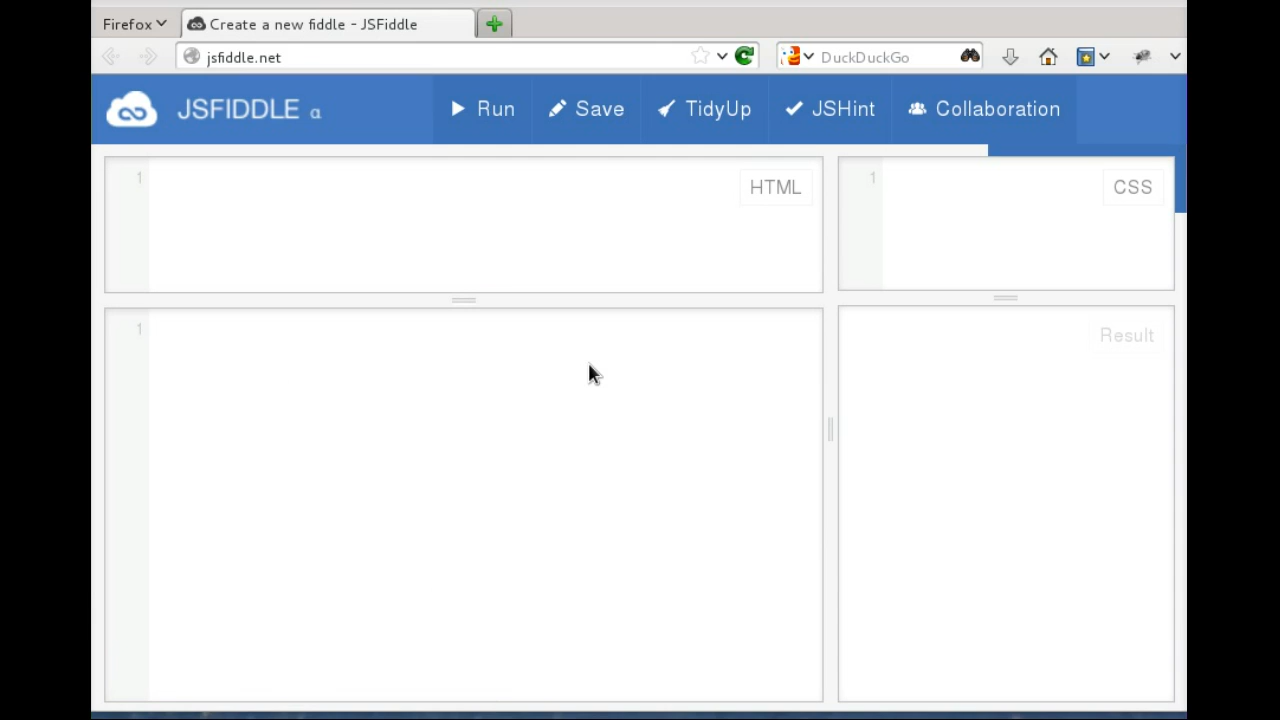 Firefox
Create a new fiddle - JSFiddle
jsfiddle.net
DuckDuckGo
JSFIDDLE α
Run
Save
TidyUp
JSHint
Collaboration
1
HTML
1
CSS
1
Result